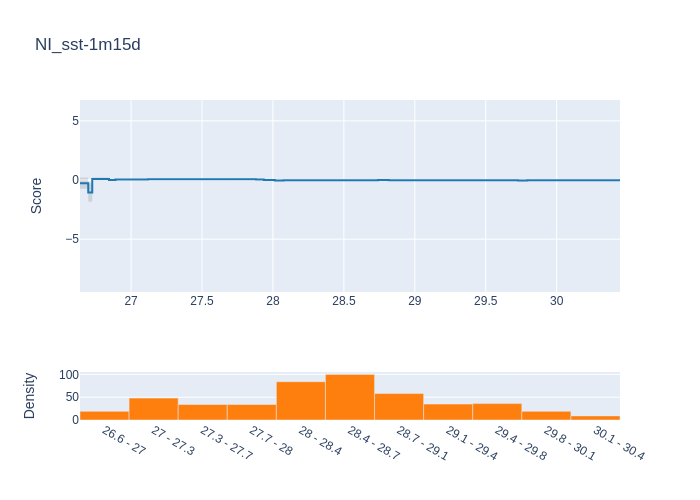 NI_sst-1m15d
Score
5
0
−5
27
27.5
28
28.5
29
29.5
30
Density
100
50
0
26.6 - 27
27 - 27.3
27.3 - 27.7
27.7 - 28
28 - 28.4
28.4 - 28.7
28.7 - 29.1
29.1 - 29.4
29.4 - 29.8
29.8 - 30.1
30.1 - 30.4